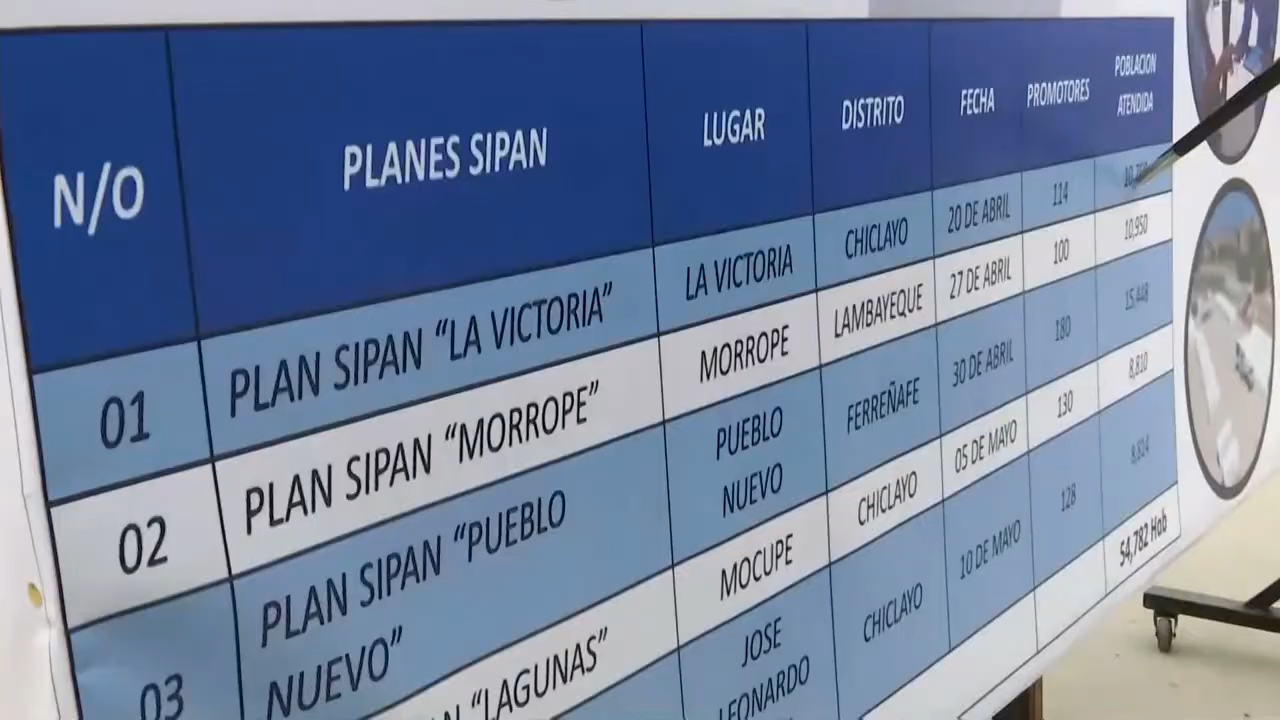 N/O PLANES SIPAN LUGAR DISTRITO FECHA PROMOTORES POBLACION ATENDIDA
01 PLAN SIPAN “LA VICTORIA” LA VICTORIA CHICLAYO 20 DE ABRIL 114
02 PLAN SIPAN “MORROPE” MORROPE LAMBAYEQUE 27 DE ABRIL 100 10,950
03 PLAN SIPAN “PUEBLO NUEVO” PUEBLO NUEVO FERREÑAFE 30 DE ABRIL 180 15,448
“LAGUNAS” MOCUPE CHICLAYO 05 DE MAYO 130 8,810
JOSE LEONARDO CHICLAYO 10 DE MAYO 128 8,824
54,782 Hab